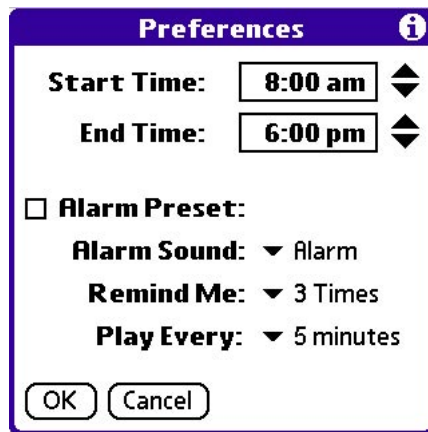 Preferences
Start Time: 8:00 am
End Time: 6:00 pm
Alarm Preset:
Alarm Sound: Alarm
Remind Me: 3 Times
Play Every: 5 minutes
OK Cancel